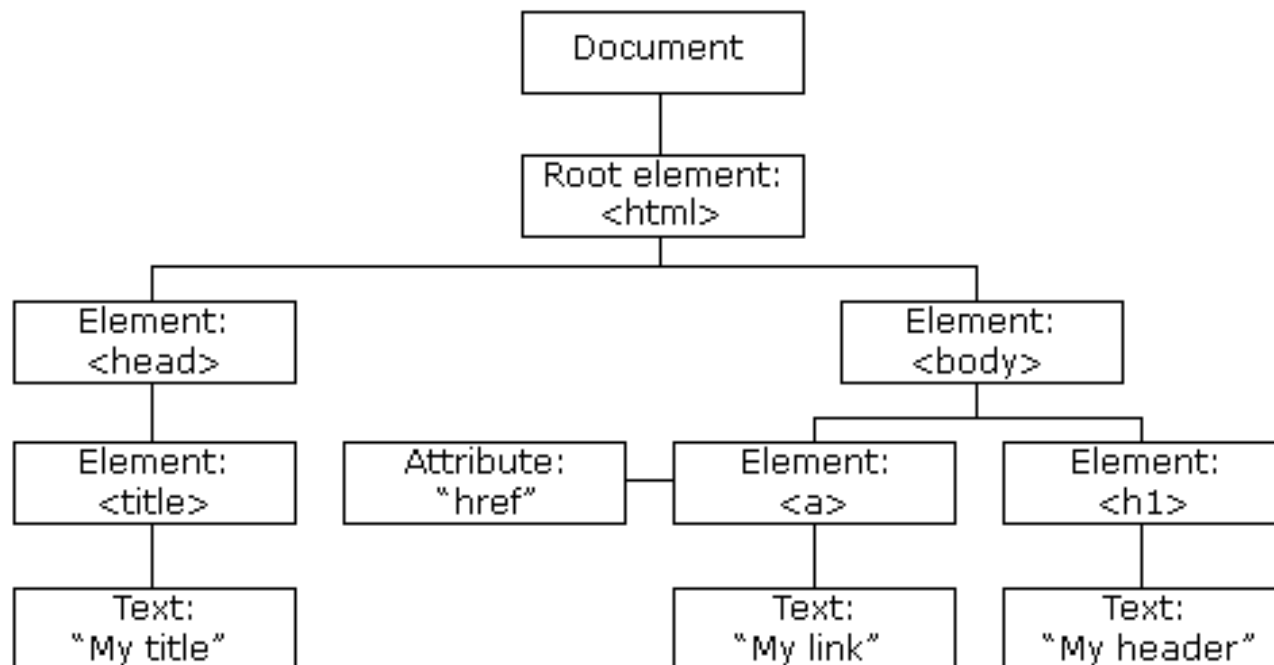 Document
Root element:
<html>
Element:
<head>
Element:
<body>
Element:
<title>
Attribute:
“href”
Element:
<a>
Element:
<h1>
Text:
“My title”
Text:
“My link”
Text:
“My header”